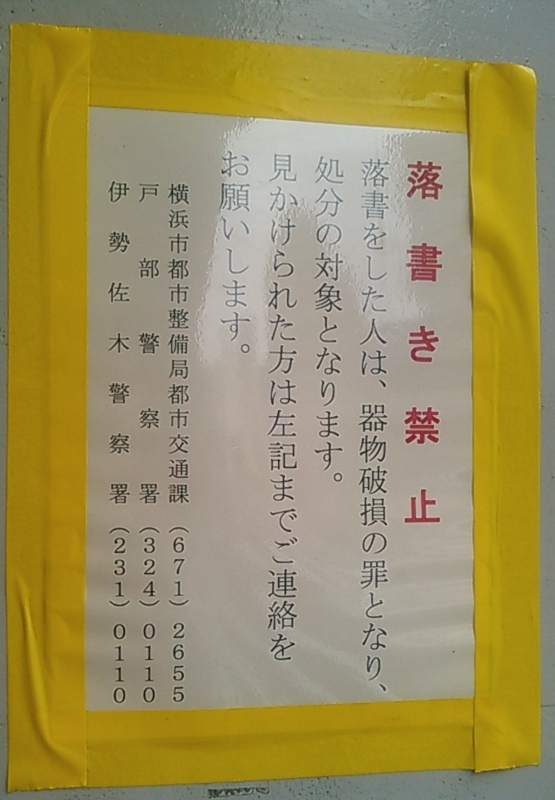 落書き禁止
落書をした人は、器物破損の罪となり、
処分の対象となります。
見かけられた方は左記までご連絡を
お願いします。
横浜市都市整備局都市交通課(671)2655
戸部警察署(324)0110
伊勢佐木警察署(231)0110